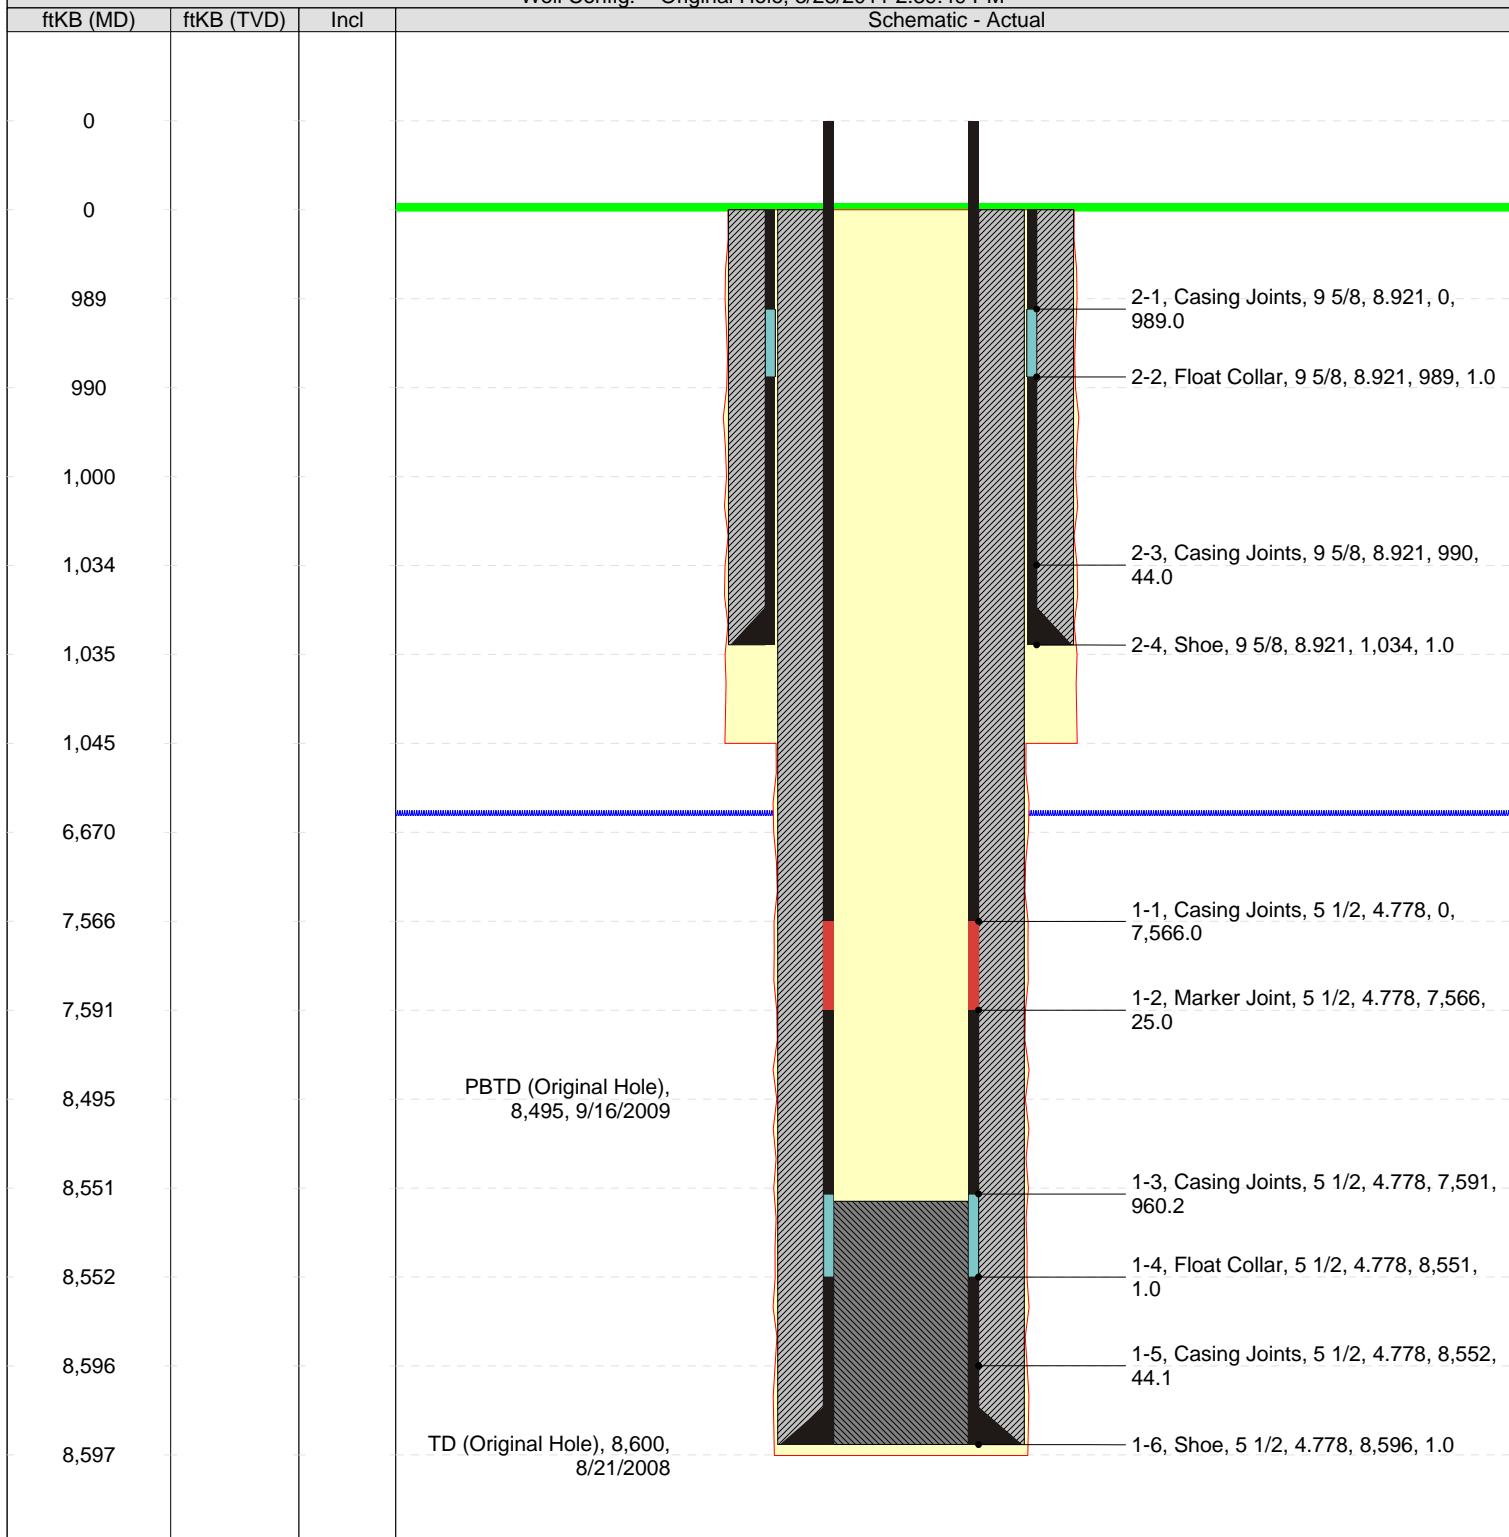 ftKB (MD) ftKB (TVD) Incl Schematic - Actual
0
0
989
2-1, Casing Joints, 9 5/8, 8.921, 0,
989.0
990
2-2, Float Collar, 9 5/8, 8.921, 989, 1.0
1,000
1,034
2-3, Casing Joints, 9 5/8, 8.921, 990,
44.0
1,035
2-4, Shoe, 9 5/8, 8.921, 1,034, 1.0
1,045
6,670
7,566
1-1, Casing Joints, 5 1/2, 4.778, 0,
7,566.0
7,591
1-2, Marker Joint, 5 1/2, 4.778, 7,566,
25.0
8,495
PBTD (Original Hole),
8,495, 9/16/2009
8,551
1-3, Casing Joints, 5 1/2, 4.778, 7,591,
960.2
8,552
1-4, Float Collar, 5 1/2, 4.778, 8,551,
1.0
8,596
1-5, Casing Joints, 5 1/2, 4.778, 8,552,
44.1
8,597
TD (Original Hole), 8,600,
8/21/2008
1-6, Shoe, 5 1/2, 4.778, 8,596, 1.0